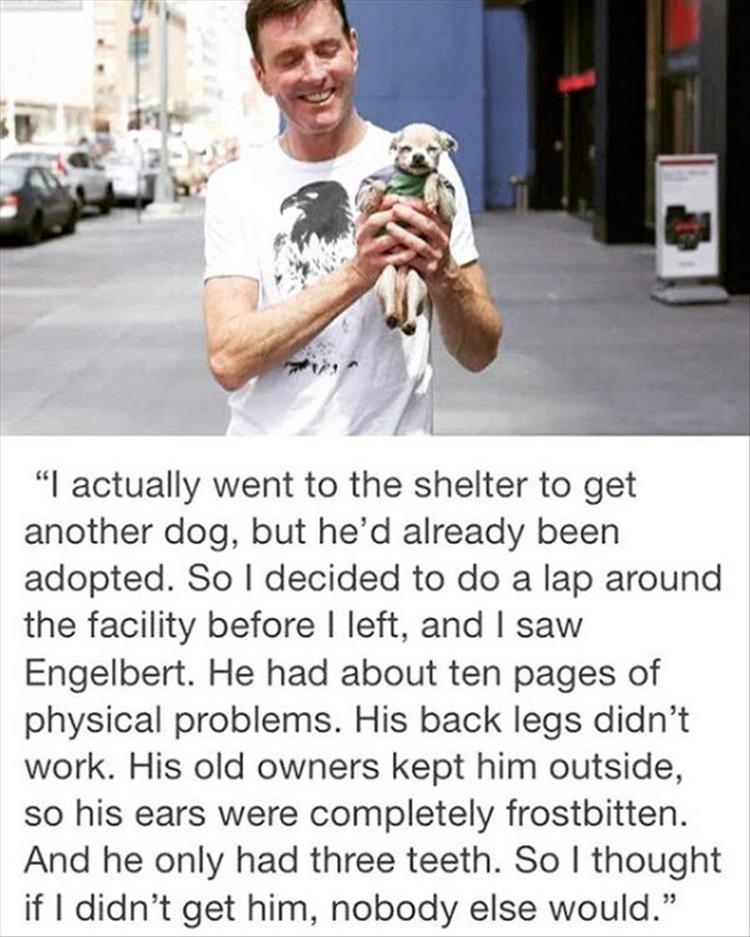 “I actually went to the shelter to get
another dog, but he’d already been
adopted. So I decided to do a lap around
the facility before I left, and I saw
Engelbert. He had about ten pages of
physical problems. His back legs didn’t
work. His old owners kept him outside,
so his ears were completely frostbitten.
And he only had three teeth. So I thought
if I didn’t get him, nobody else would.”